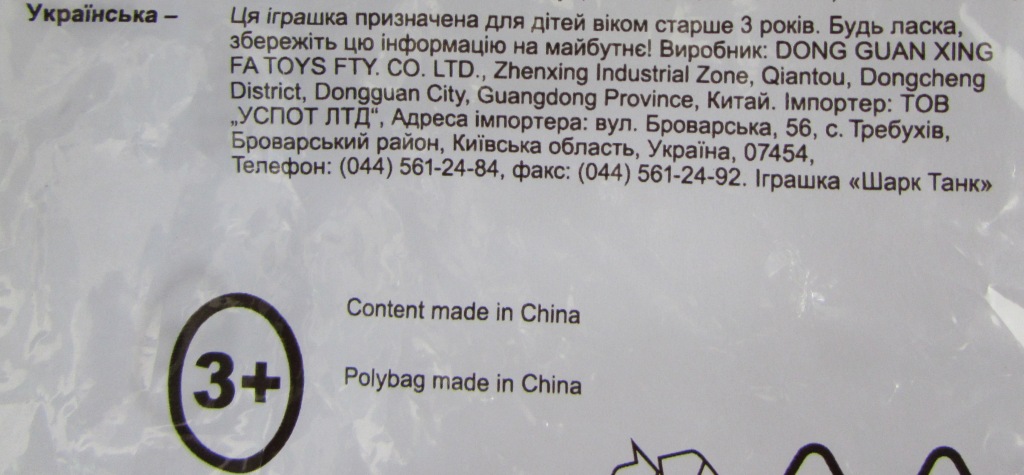 Українська – Ця іграшка призначена для дітей віком старше 3 років. Будь ласка,
збережіть цю інформацію на майбутнє! Виробник: DONG GUAN XING
FA TOYS FTY. CO. LTD., Zhenxing Industrial Zone, Qiantou, Dongcheng
District, Dongguan City, Guangdong Province, Китай. Імпортер: ТОВ
„УСПОТ ЛТД“, Адреса імпортера: вул. Броварська, 56, с. Требухів,
Броварський район, Київська область, Україна, 07454,
Телефон: (044) 561-24-84, факс: (044) 561-24-92. Іграшка «Шарк Танк»
Content made in China
3+
Polybag made in China